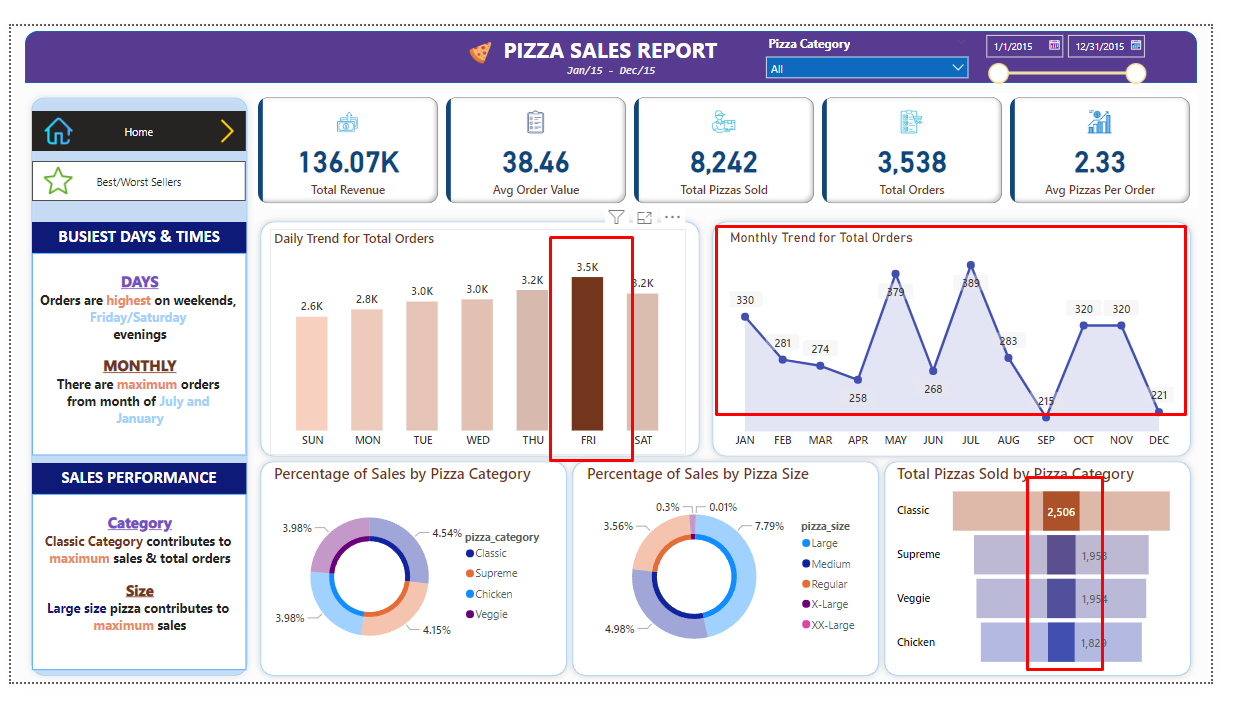 PIZZA SALES REPORT
Jan/15 - Dec/15
Pizza Category
All
1/1/2015
12/31/2015
Home
Best/Worst Sellers
136.07K
Total Revenue
38.46
Avg Order Value
8,242
Total Pizzas Sold
3,538
Total Orders
2.33
Avg Pizzas Per Order
BUSIEST DAYS & TIMES
DAYS
Orders are highest on weekends,
Friday/Saturday
evenings
MONTHLY
There are maximum orders
from month of July and
January
SALES PERFORMANCE
Category
Classic Category contributes to
maximum sales & total orders
Size
Large size pizza contributes to
maximum sales
Daily Trend for Total Orders
2.6K
2.8K
3.0K
3.0K
3.2K
3.5K
3.2K
SUN MON TUE WED THU FRI SAT
Monthly Trend for Total Orders
330
281
274
258
379
268
389
283
215
320
320
221
JAN FEB MAR APR MAY JUN JUL AUG SEP OCT NOV DEC
Percentage of Sales by Pizza Category
3.98%
4.54%
3.98%
4.15%
pizza_category
Classic
Supreme
Chicken
Veggie
Percentage of Sales by Pizza Size
0.3%
0.01%
3.56%
7.79%
4.98%
pizza_size
Large
Medium
Regular
X-Large
XX-Large
Total Pizzas Sold by Pizza Category
Classic 2,506
Supreme 1,953
Veggie 1,954
Chicken 1,829